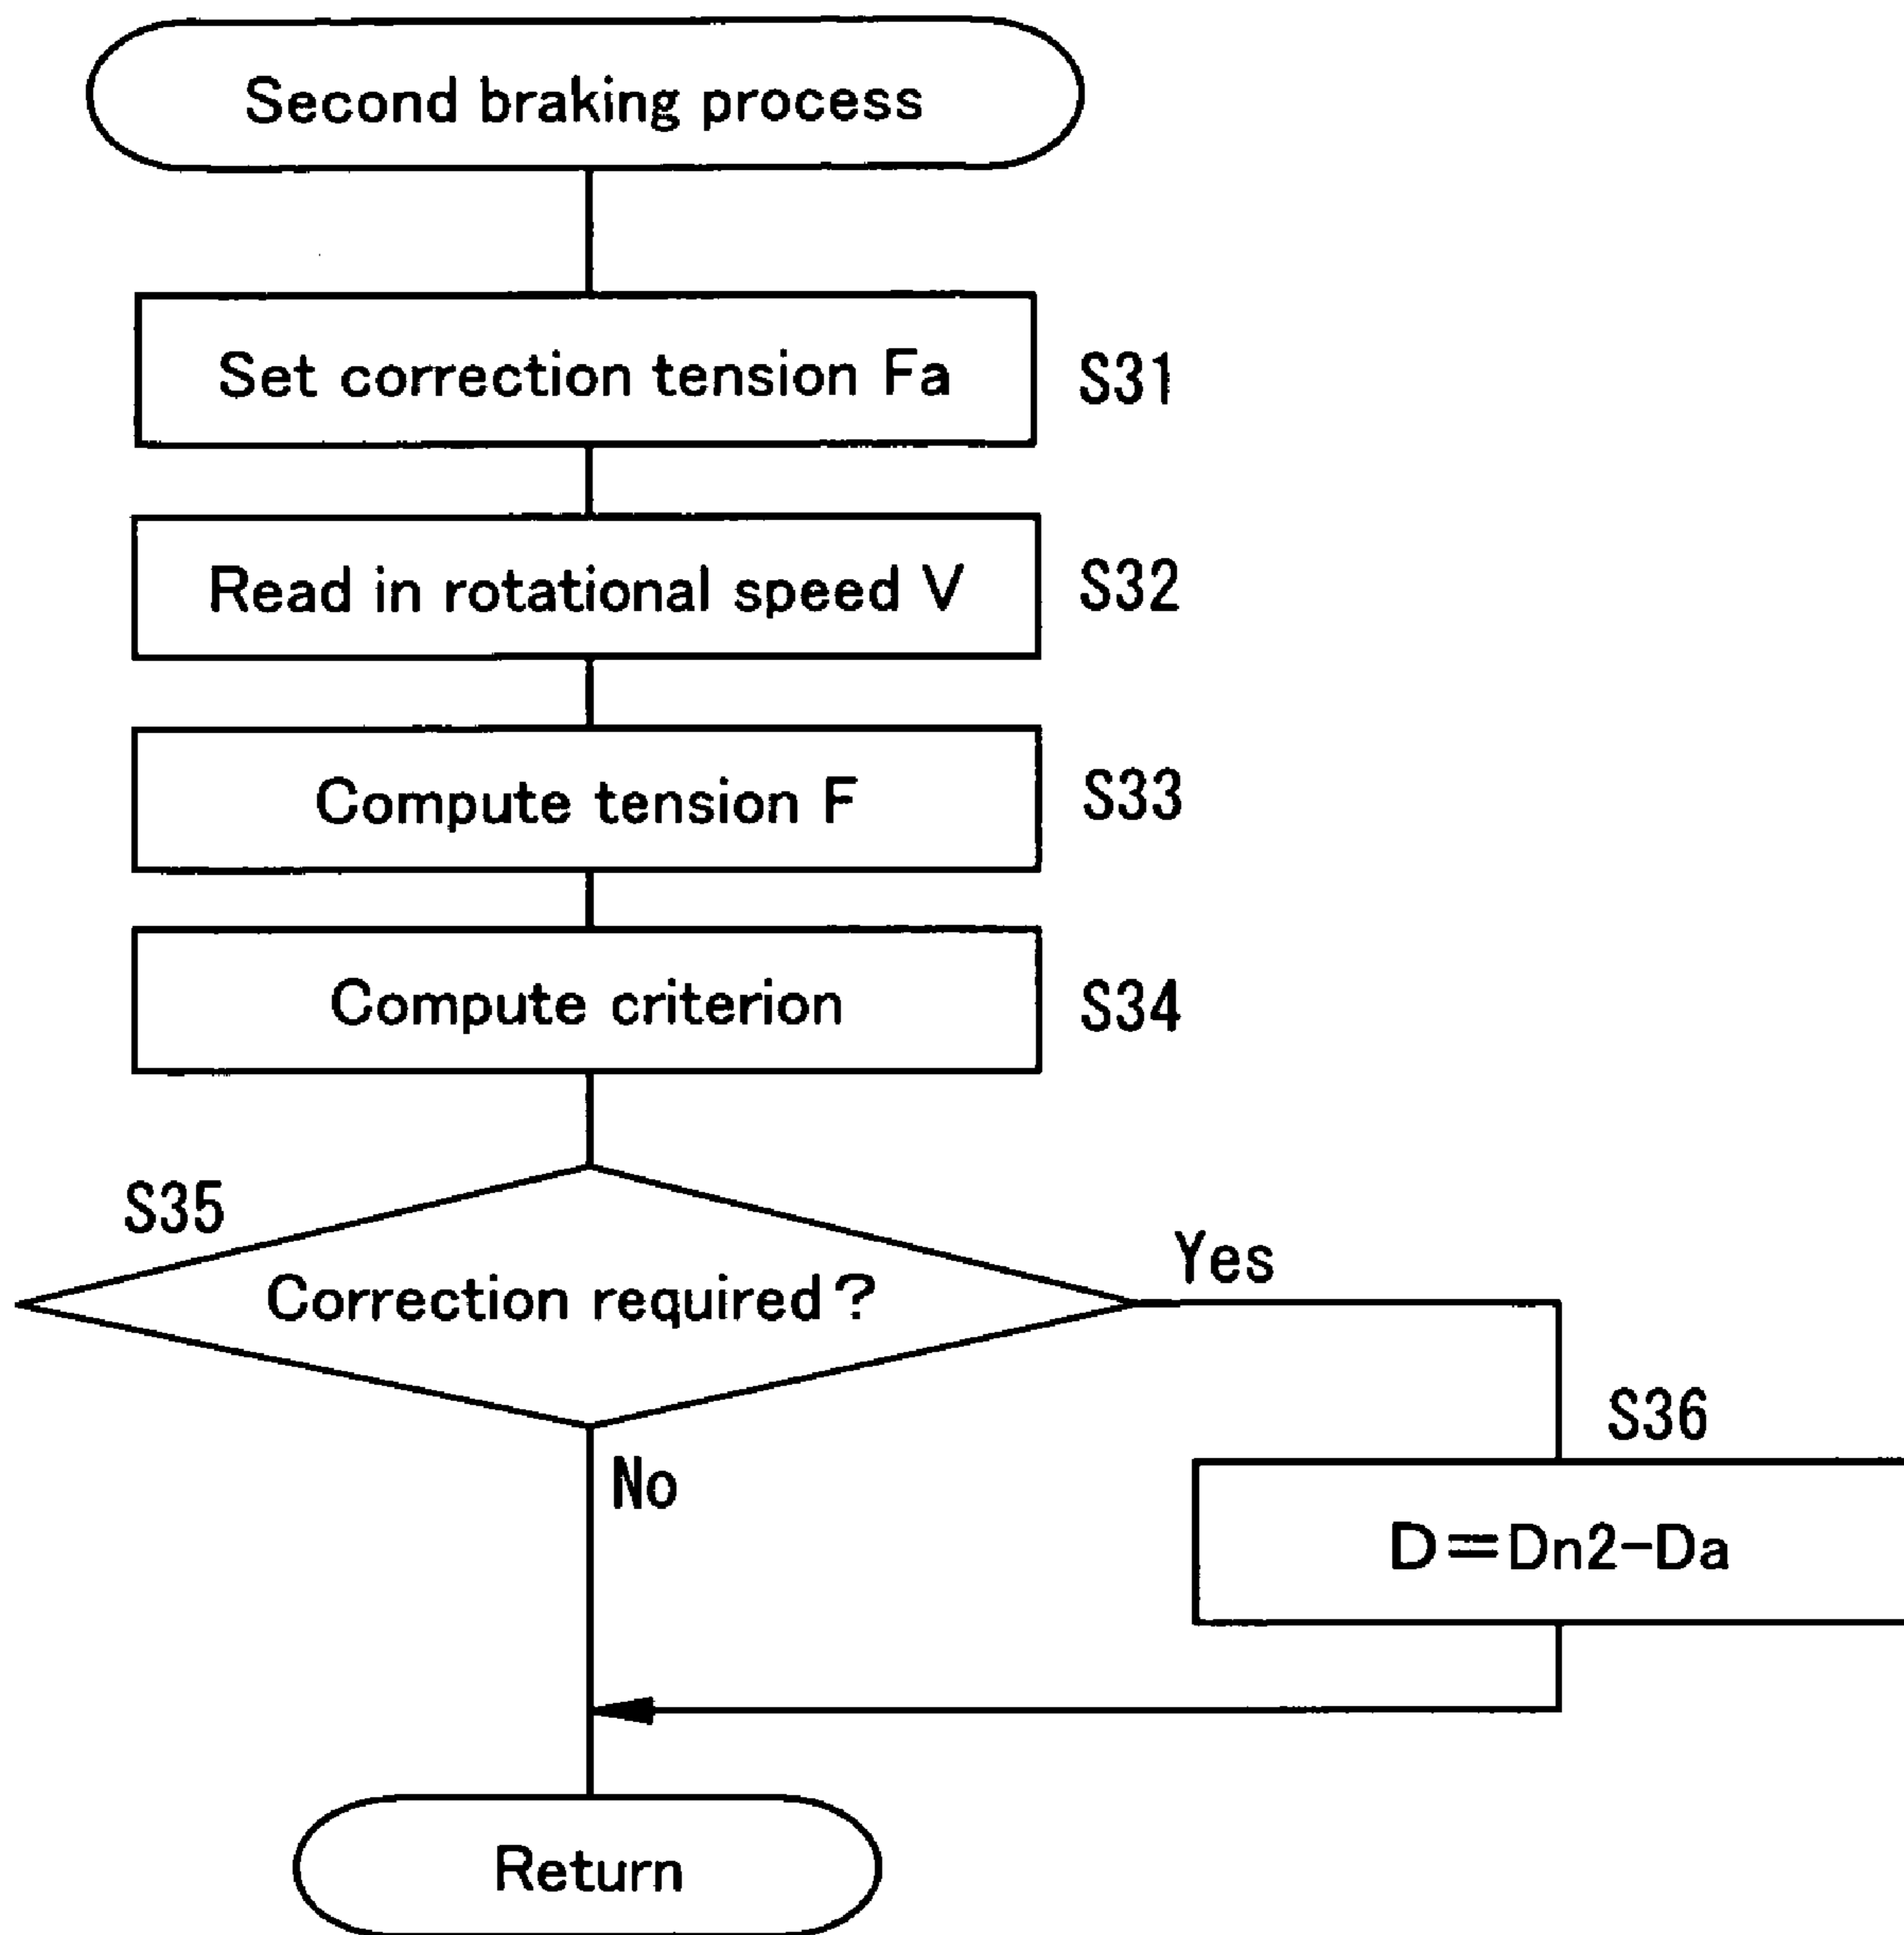 Second braking process
Set correction tension Fa
S31
Read in rotational speed V
S32
Compute tension F
S33
Compute criterion
S34
S35
Correction required?
Yes
S36
No
D=Dn2-Da
Return